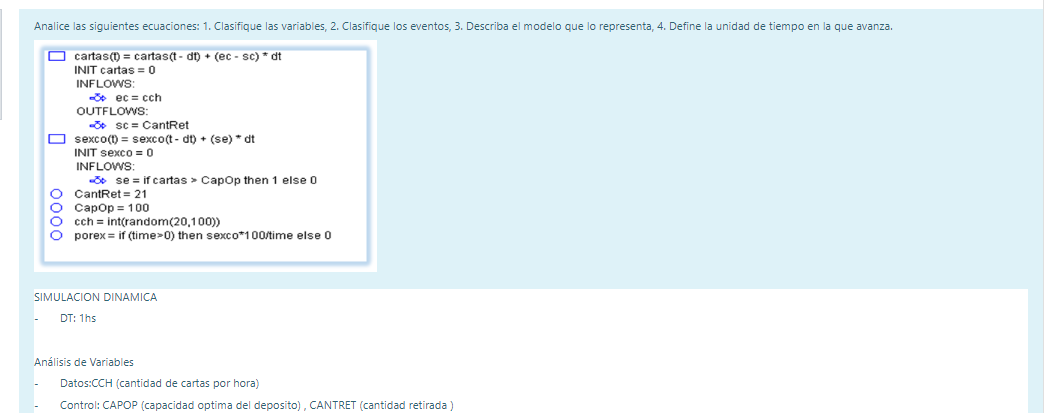 Analice las siguientes ecuaciones: 1. Clasifique las variables, 2. Clasifique los eventos, 3. Describa el modelo que lo representa, 4. Define la unidad de tiempo en la que avanza.
cartas(t) = cartas(t - dt) + (ec - sc) * dt
INIT cartas = 0
INFLOWS:
ec = cch
OUTFLOWS:
sc = CantRet
sexco(t) = sexco(t - dt) + (se) * dt
INIT sexco = 0
INFLOWS:
se = if cartas > CapOp then 1 else 0
CantRet = 21
CapOp = 100
cch = int(random(20,100))
porex = if (time>0) then sexco*100/time else 0
SIMULACION DINAMICA
- DT: 1hs
Análisis de Variables
- Datos:CCH (cantidad de cartas por hora)
- Control: CAPOP (capacidad optima del deposito) , CANTRET (cantidad retirada )